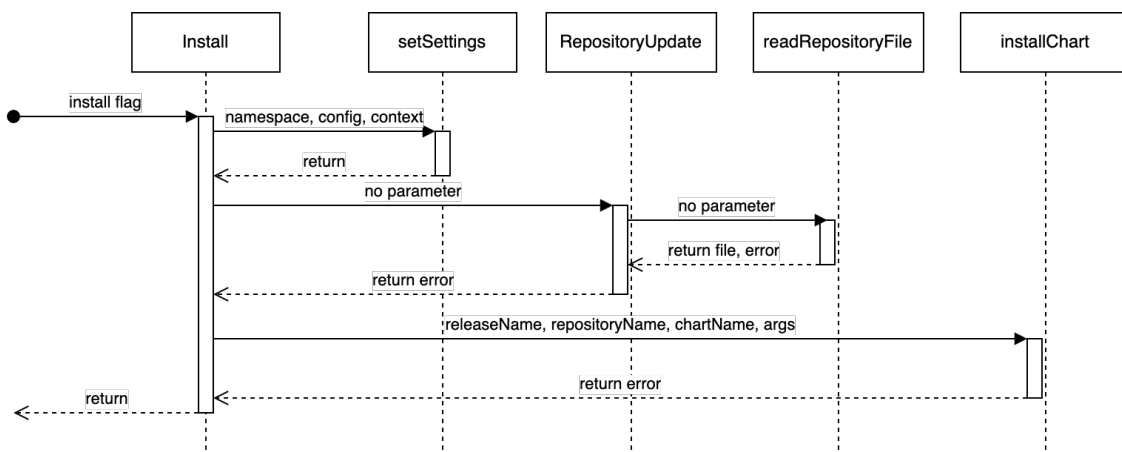 Install
setSettings
RepositoryUpdate
readRepositoryFile
installChart
install flag
namespace, config, context
return
no parameter
no parameter
return file, error
return error
releaseName, repositoryName, chartName, args
return error
return